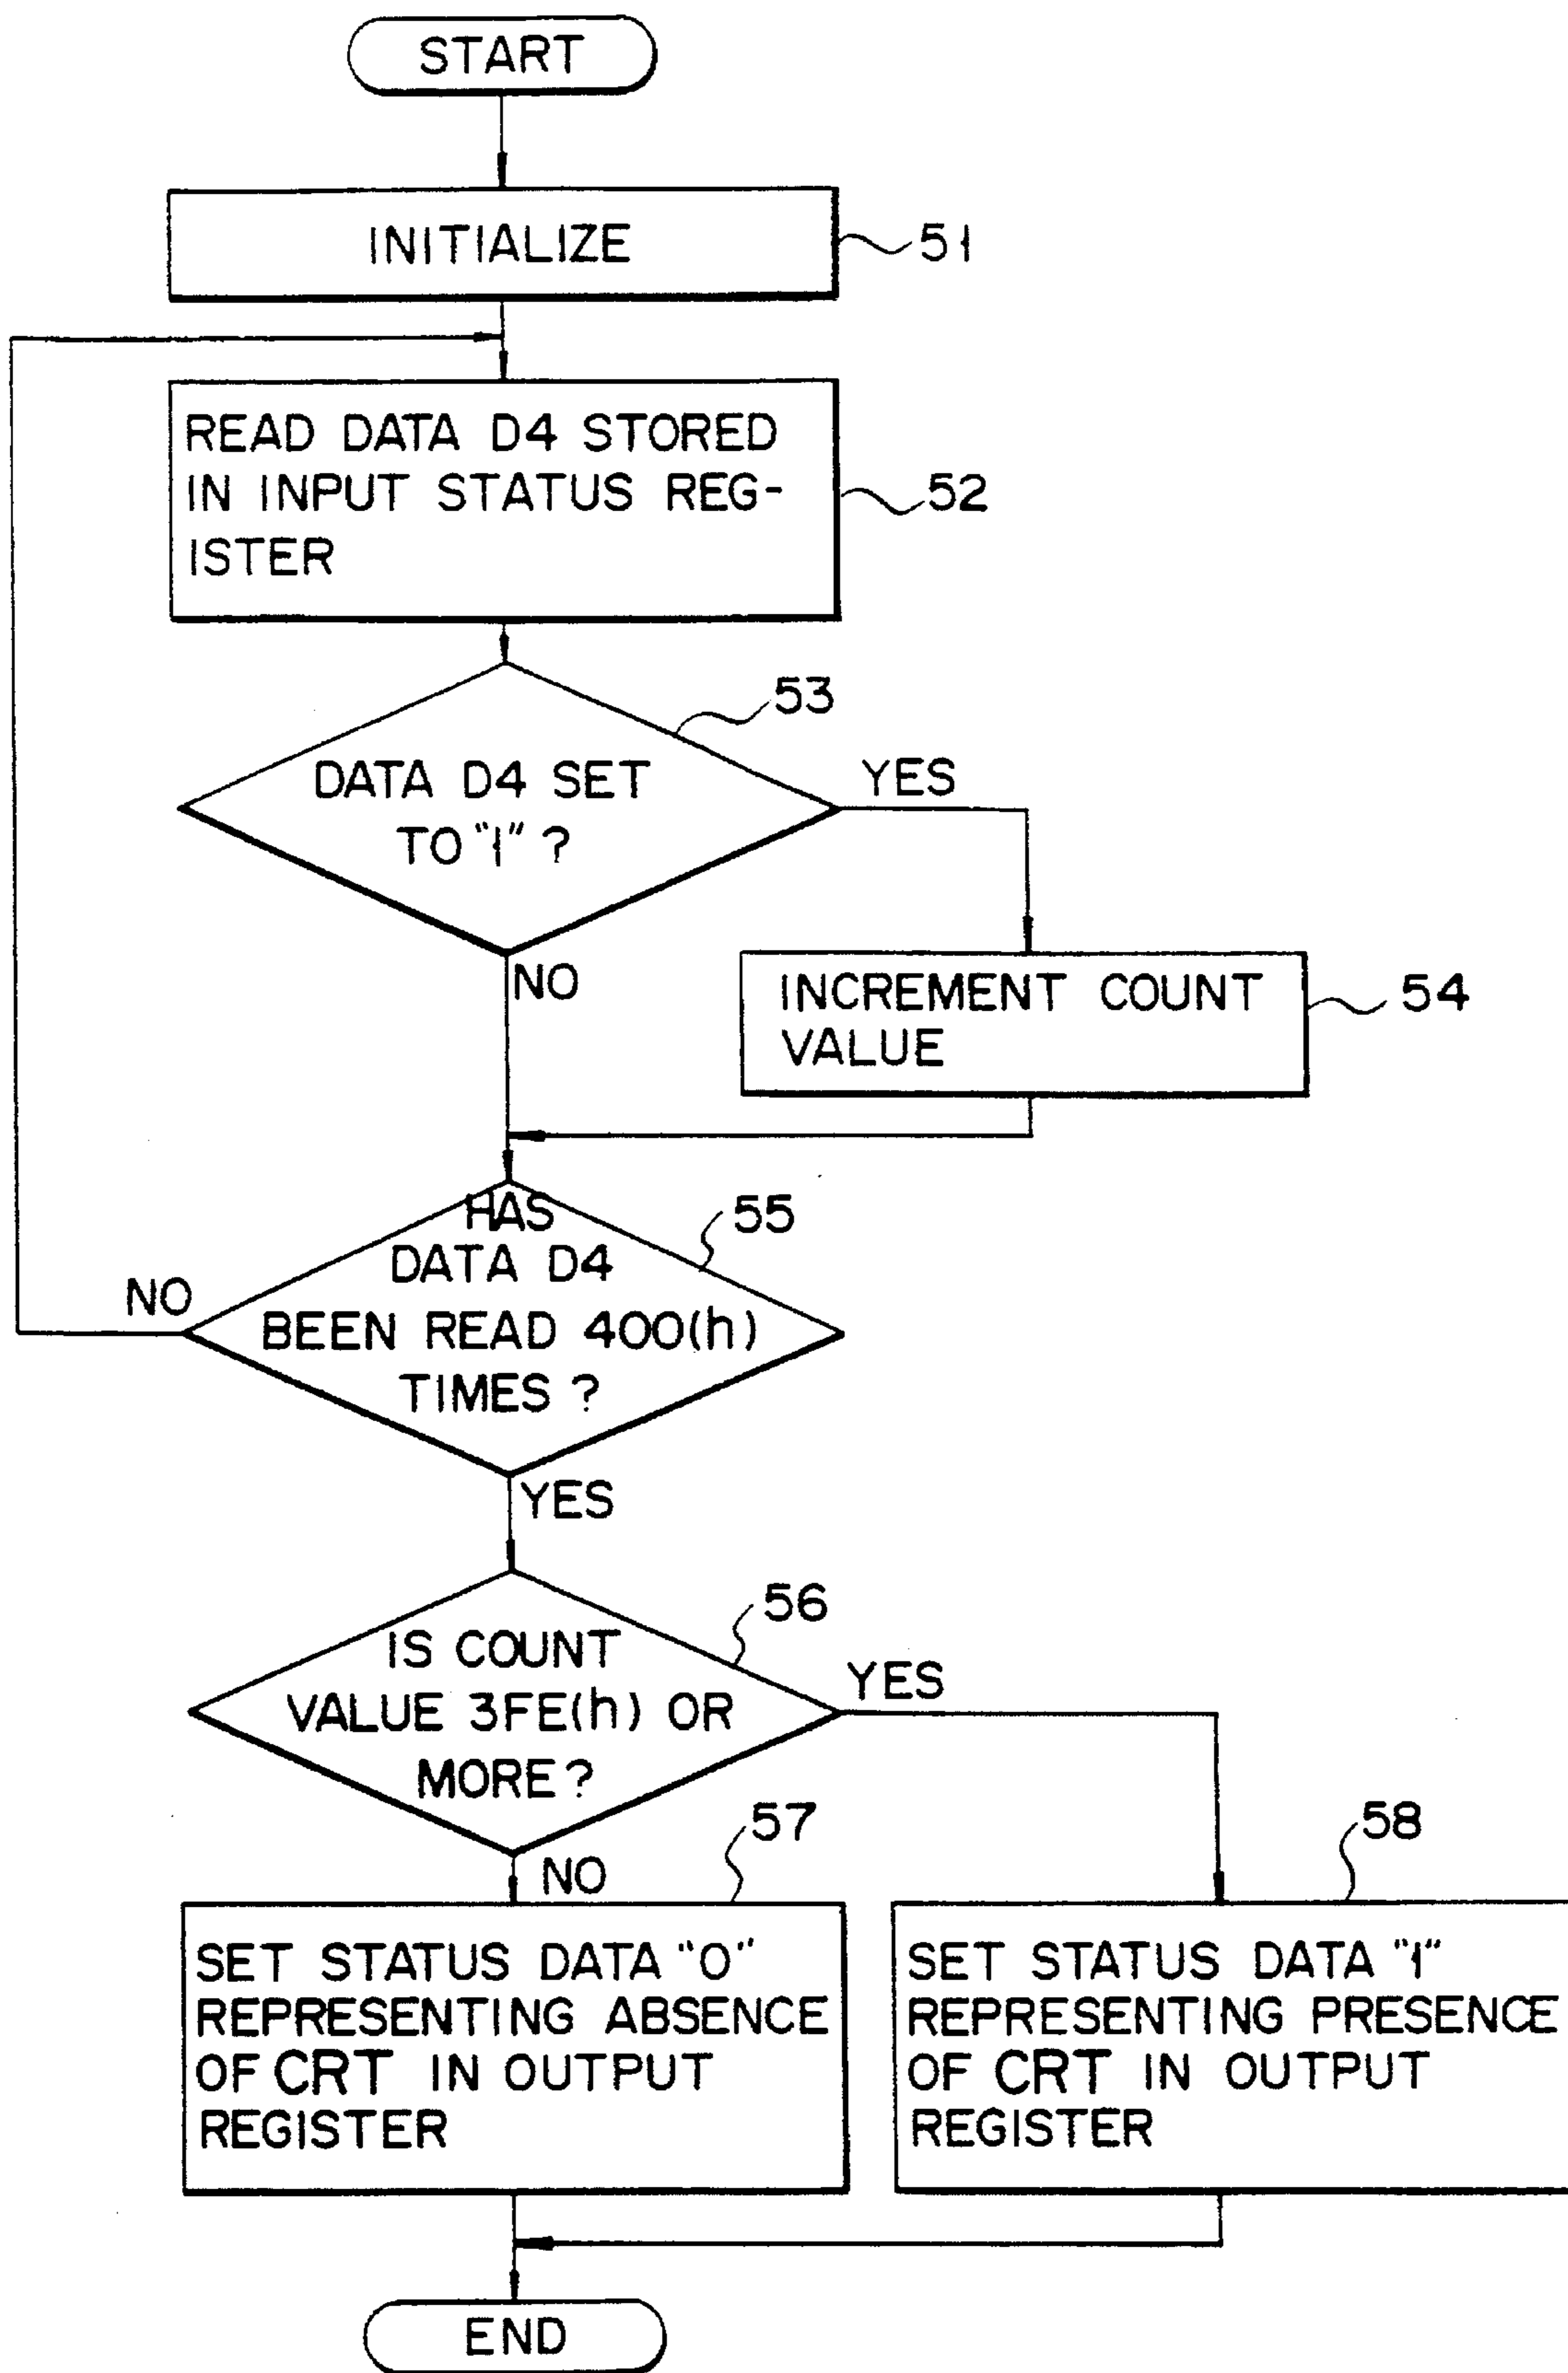 START
INITIALIZE
51
READ DATA D4 STORED
IN INPUT STATUS REG-
ISTER
52
53
DATA D4 SET
TO "1" ?
YES
NO
INCREMENT COUNT
VALUE
54
HAS
DATA D4
BEEN READ 400(h)
TIMES ?
55
NO
YES
56
IS COUNT
VALUE 3FE(h) OR
MORE ?
YES
NO
57
SET STATUS DATA "0"
REPRESENTING ABSENCE
OF CRT IN OUTPUT
REGISTER
58
SET STATUS DATA "1"
REPRESENTING PRESENCE
OF CRT IN OUTPUT
REGISTER
END